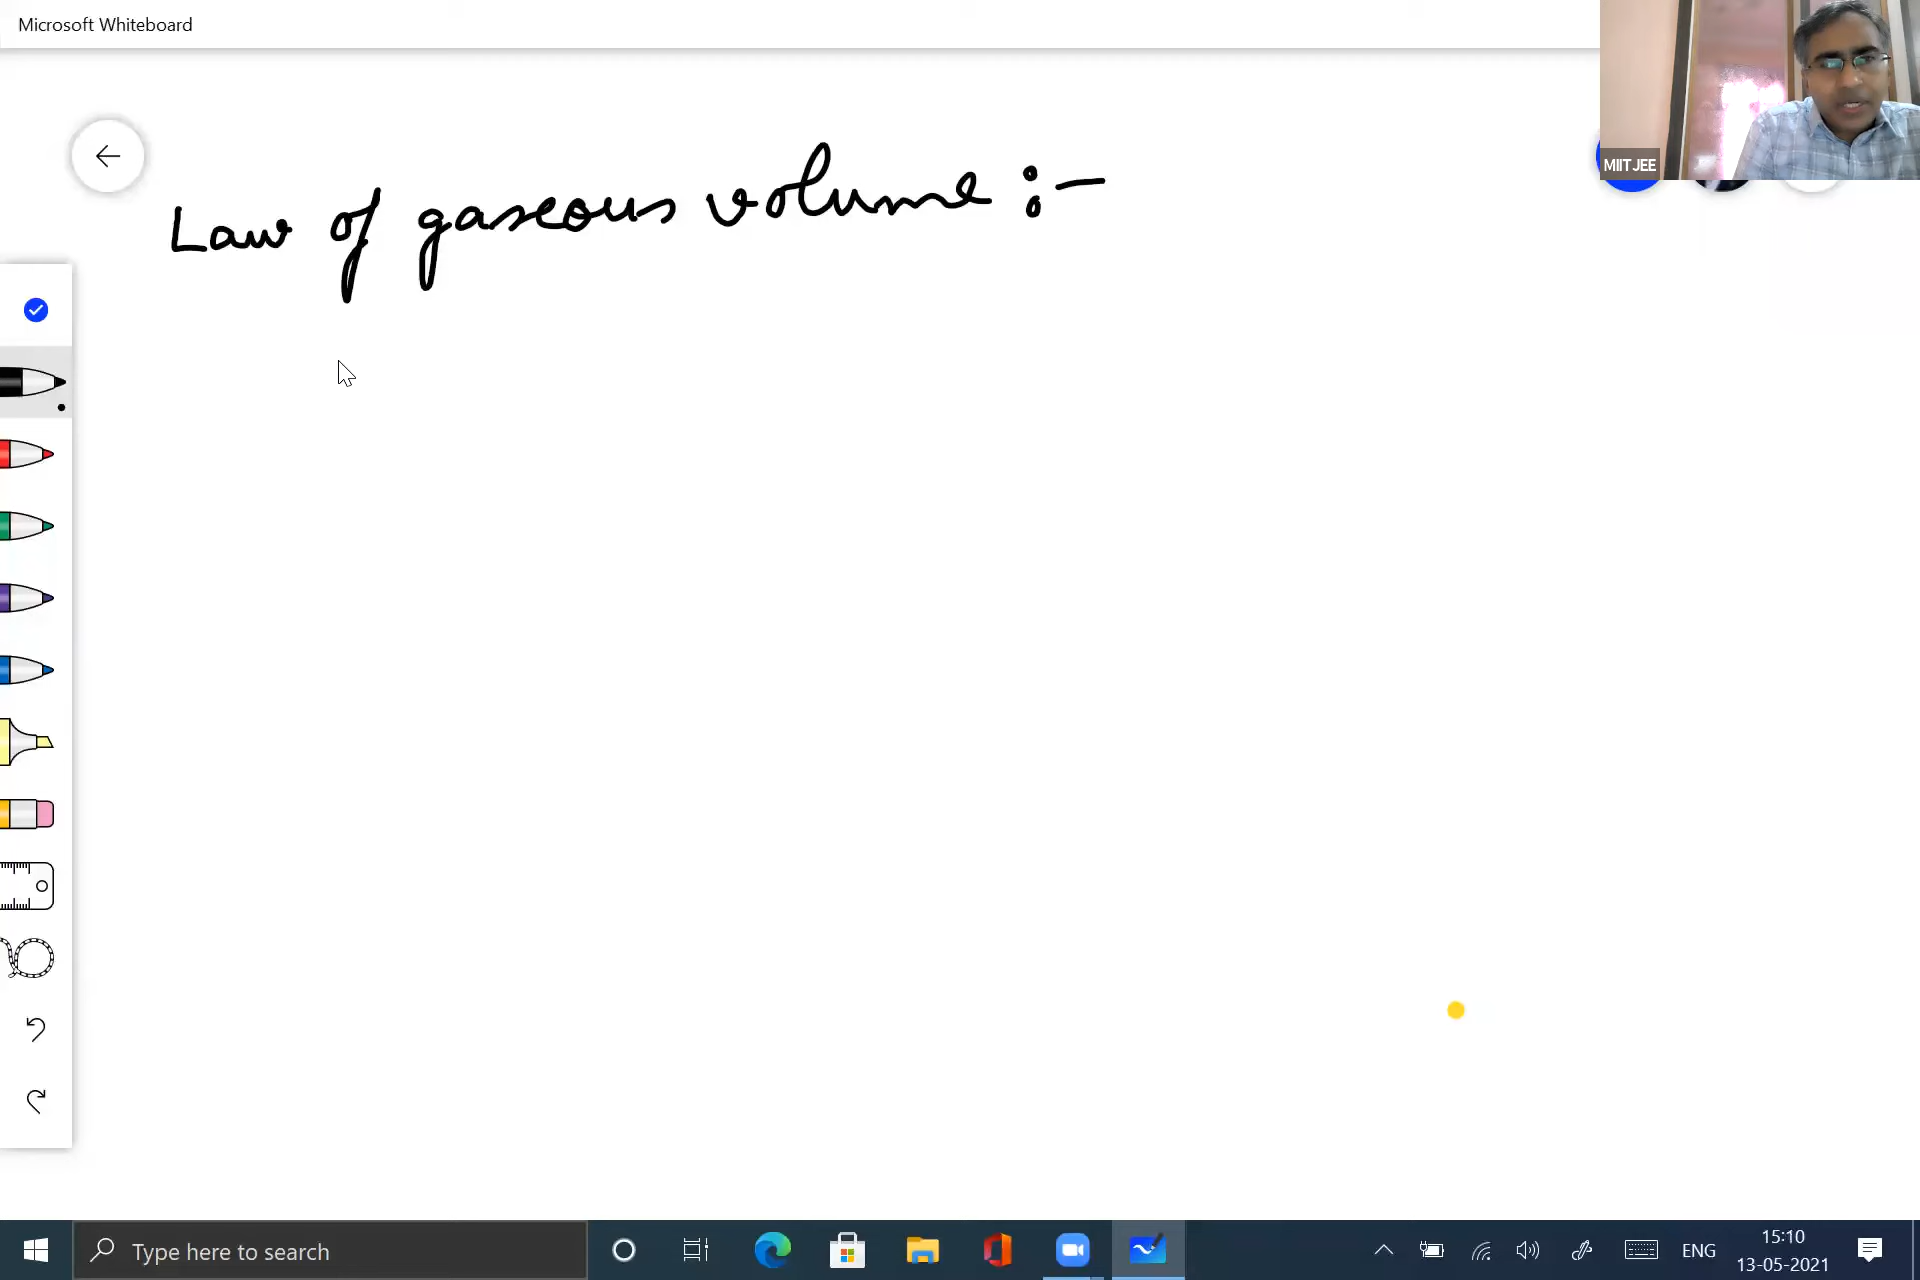 Microsoft Whiteboard
MIIT JEE
Law of gaseous volume :-
Type here to search
ENG
15:10
13-05-2021